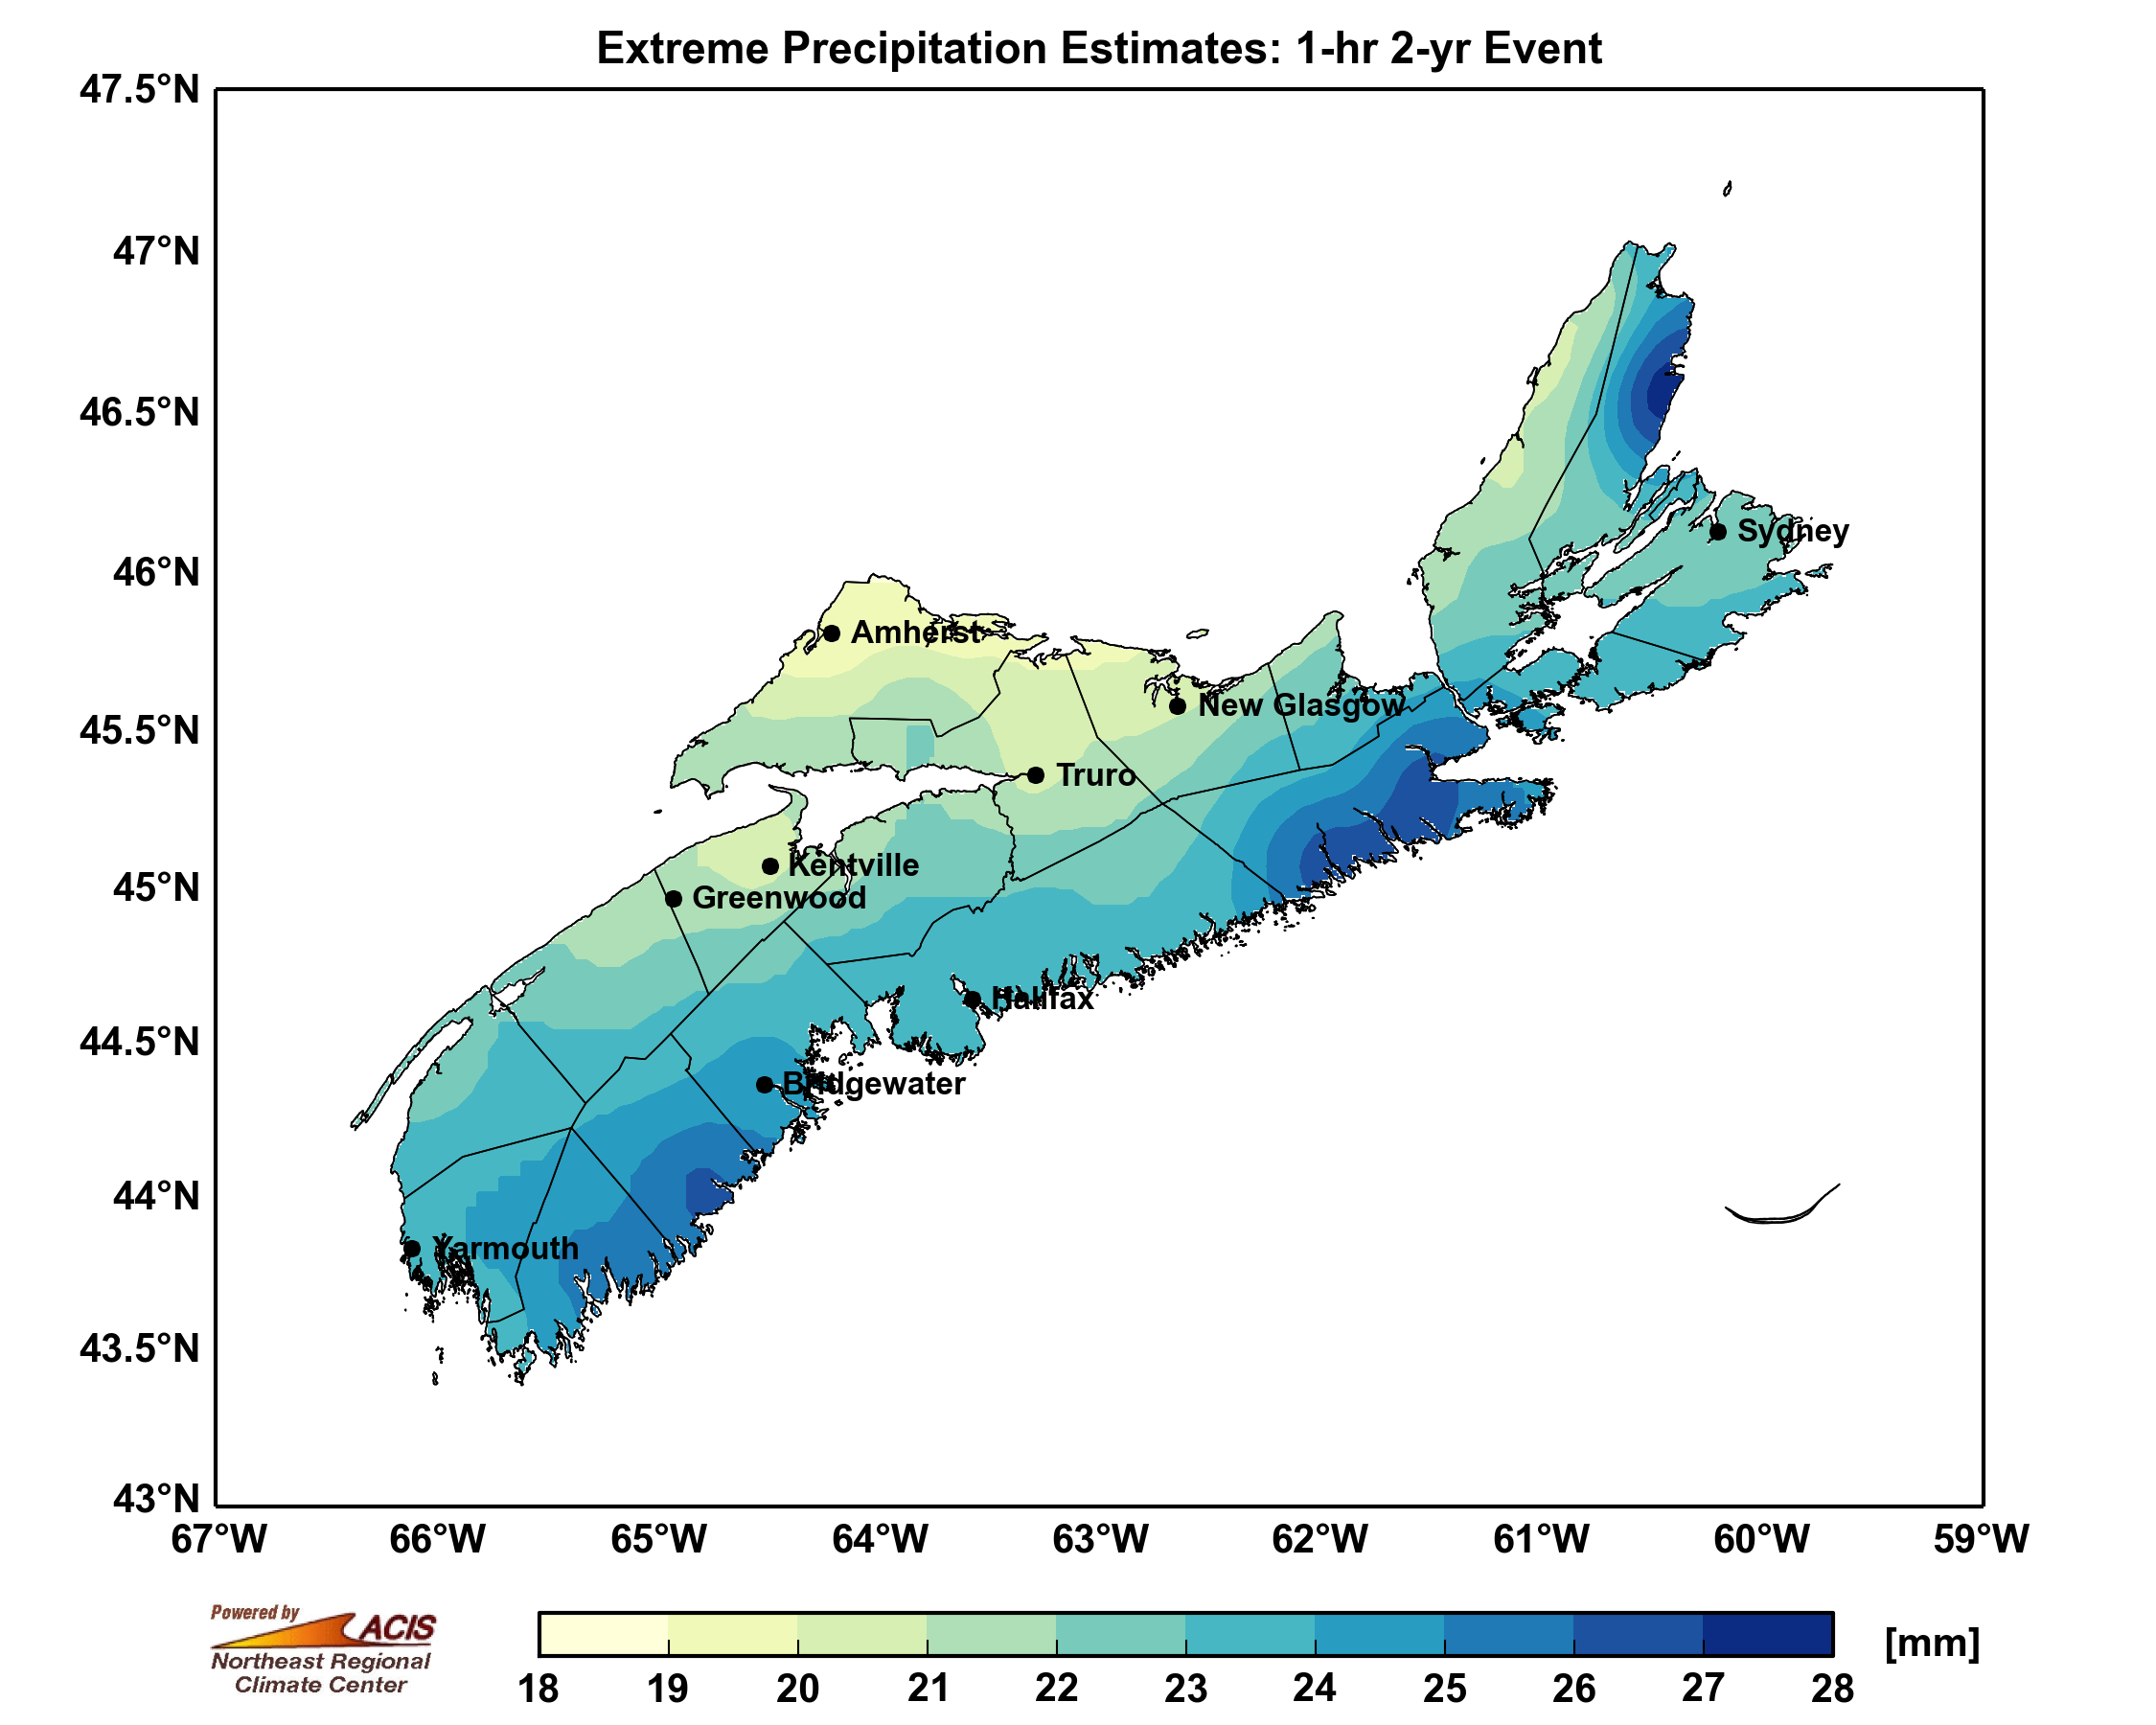 Extreme Precipitation Estimates: 1-hr 2-yr Event
47.5°N
47°N
46.5°N
46°N
45.5°N
45°N
44.5°N
44°N
43.5°N
43°N
67°W 66°W 65°W 64°W 63°W 62°W 61°W 60°W 59°W
Sydney
Amherst
New Glasgow
Truro
Kentville
Greenwood
Halifax
Bridgewater
Yarmouth
Powered by
ACIS
Northeast Regional
Climate Center
18 19 20 21 22 23 24 25 26 27 28
[mm]